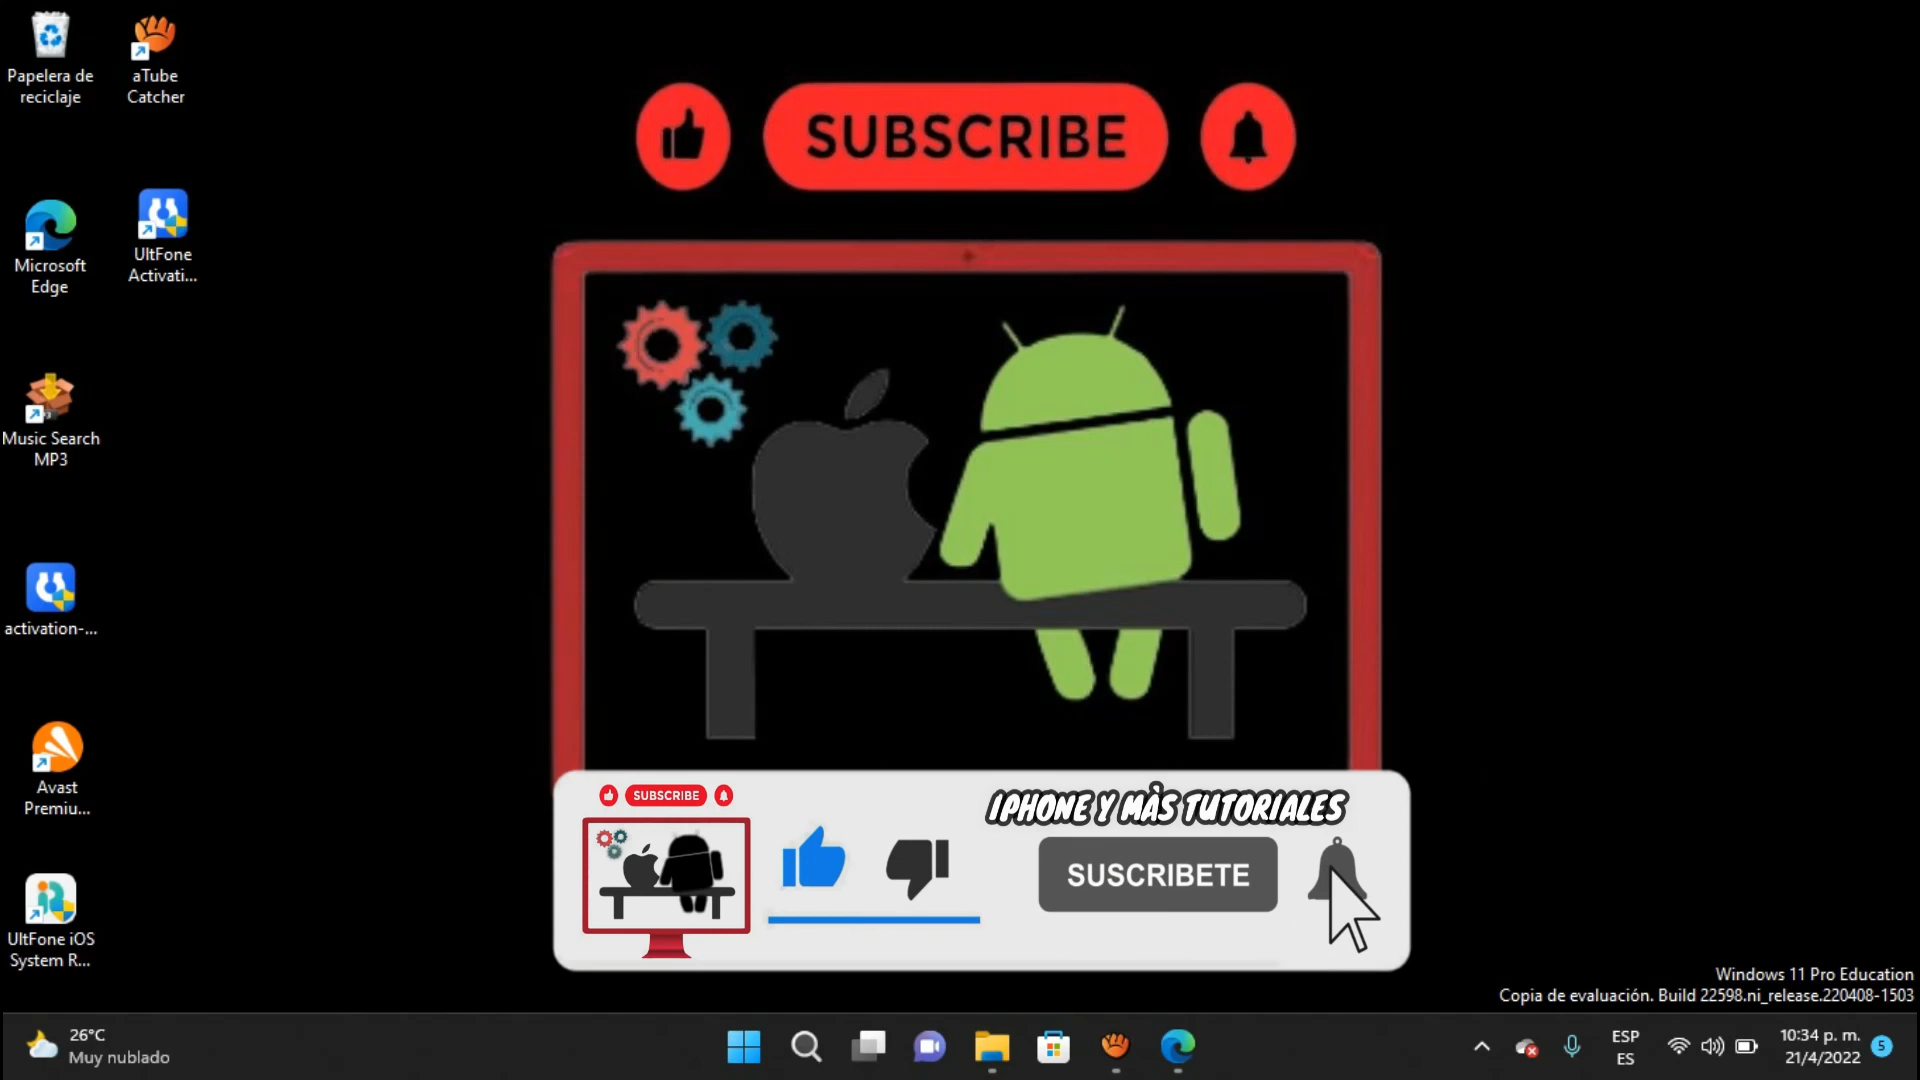 Papelera de
reciclaje
aTube
Catcher
SUBSCRIBE
Microsoft
Edge
UltFone
Activati...
Music Search
MP3
activation-...
Avast
Premiu...
UltFone iOS
System R...
SUBSCRIBE
IPHONE Y MÀS TUTORIALES
SUSCRIBETE
Windows 11 Pro Education
Copia de evaluación. Build 22598.ni_release.220408-1503
26°C
Muy nublado
ESP
ES
10:34 p. m.
21/4/2022
5